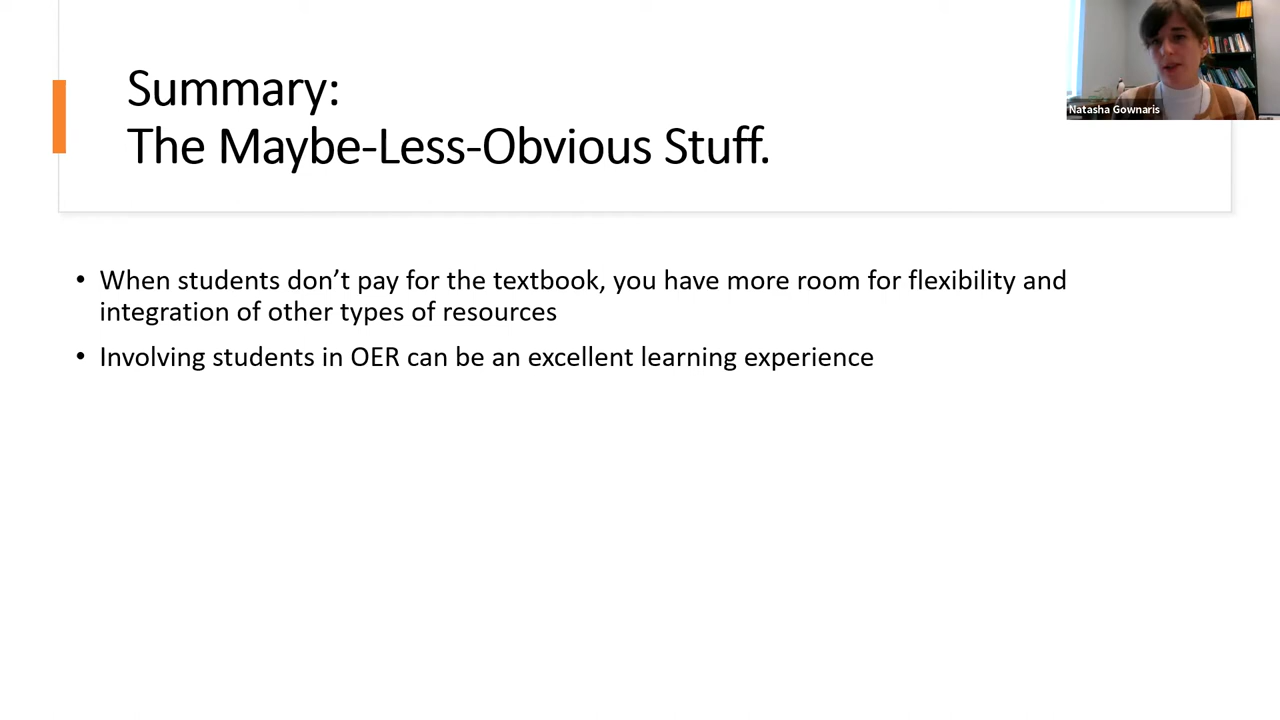 Summary:
The Maybe-Less-Obvious Stuff.
Natasha Gownaris
• When students don’t pay for the textbook, you have more room for flexibility and
integration of other types of resources
• Involving students in OER can be an excellent learning experience